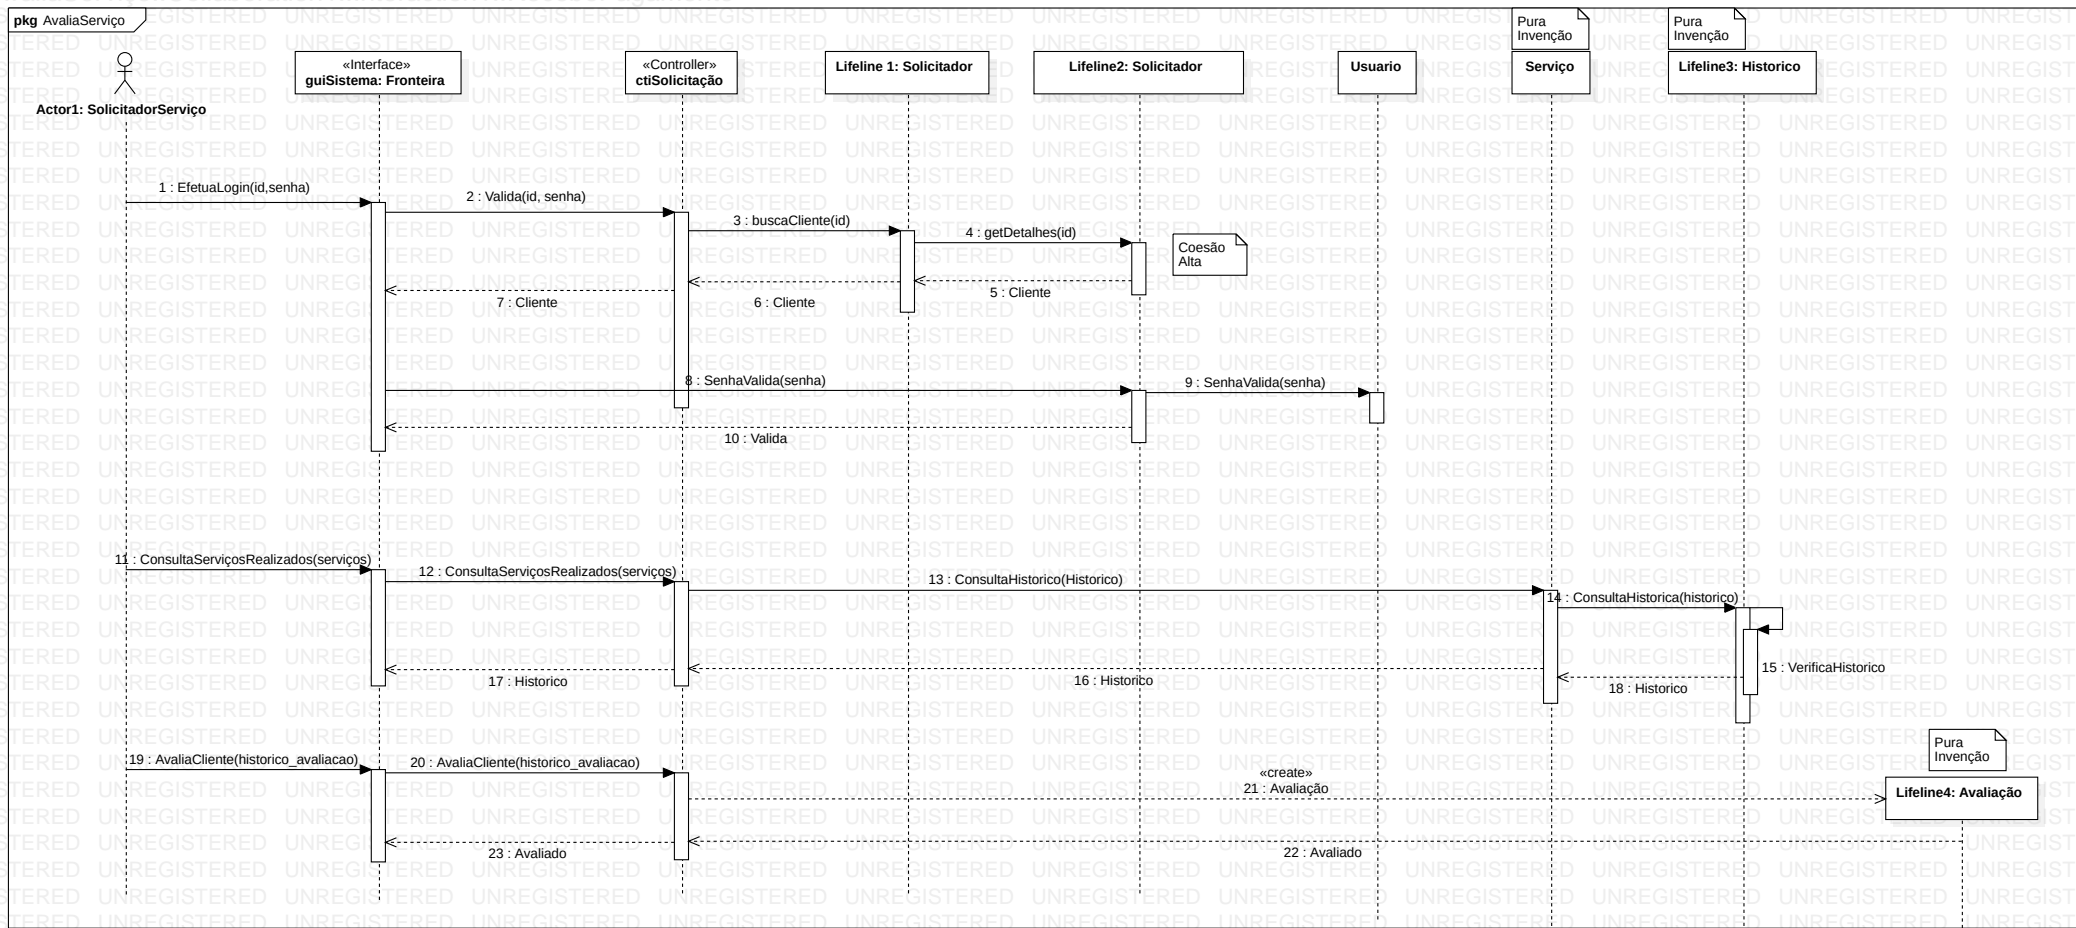 pkg AvaliaServiço
Pura
Invenção
Pura
Invenção
«Interface»
guiSistema: Fronteira
«Controller»
ctiSolicitação
Lifeline 1: Solicitador
Lifeline2: Solicitador
Usuario
Serviço
Lifeline3: Historico
Actor1: SolicitadorServiço
1 : EfetuaLogin(id,senha)
2 : Valida(id, senha)
3 : buscaCliente(id)
4 : getDetalhes(id)
Coesão
Alta
5 : Cliente
6 : Cliente
7 : Cliente
8 : SenhaValida(senha)
9 : SenhaValida(senha)
10 : Valida
11 : ConsultaServiçosRealizados(serviços)
12 : ConsultaServiçosRealizados(serviços)
13 : ConsultaHistorico(Historico)
14 : ConsultaHistorica(historico)
15 : VerificaHistorico
16 : Historico
17 : Historico
18 : Historico
Pura
Invenção
19 : AvaliaCliente(historico_avaliacao)
20 : AvaliaCliente(historico_avaliacao)
«create»
21 : Avaliação
Lifeline4: Avaliação
22 : Avaliado
23 : Avaliado
UNREGISTERED